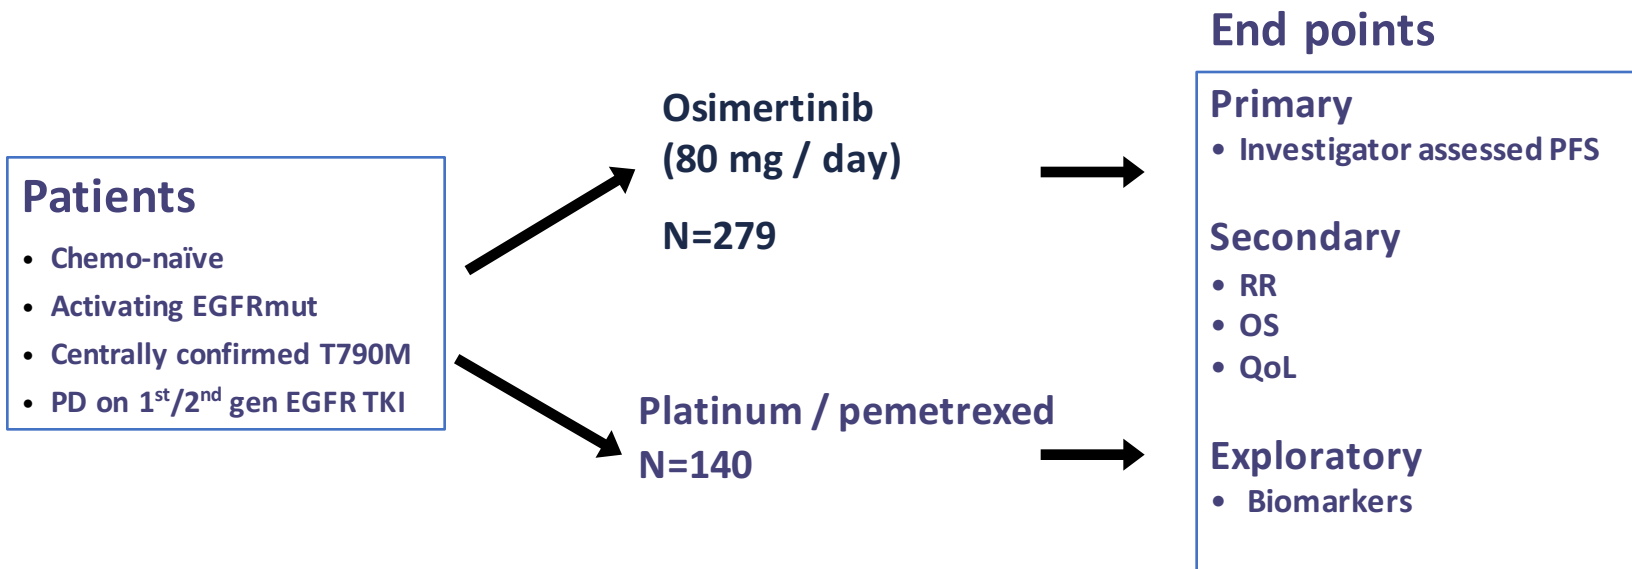 Patients
• Chemo-naïve
• Activating EGFRmut
• Centrally confirmed T790M
• PD on 1st/2nd gen EGFR TKI
Osimertinib
(80 mg / day)
N=279
Platinum / pemetrexed
N=140
End points
Primary
• Investigator assessed PFS
Secondary
• RR
• OS
• QoL
Exploratory
• Biomarkers